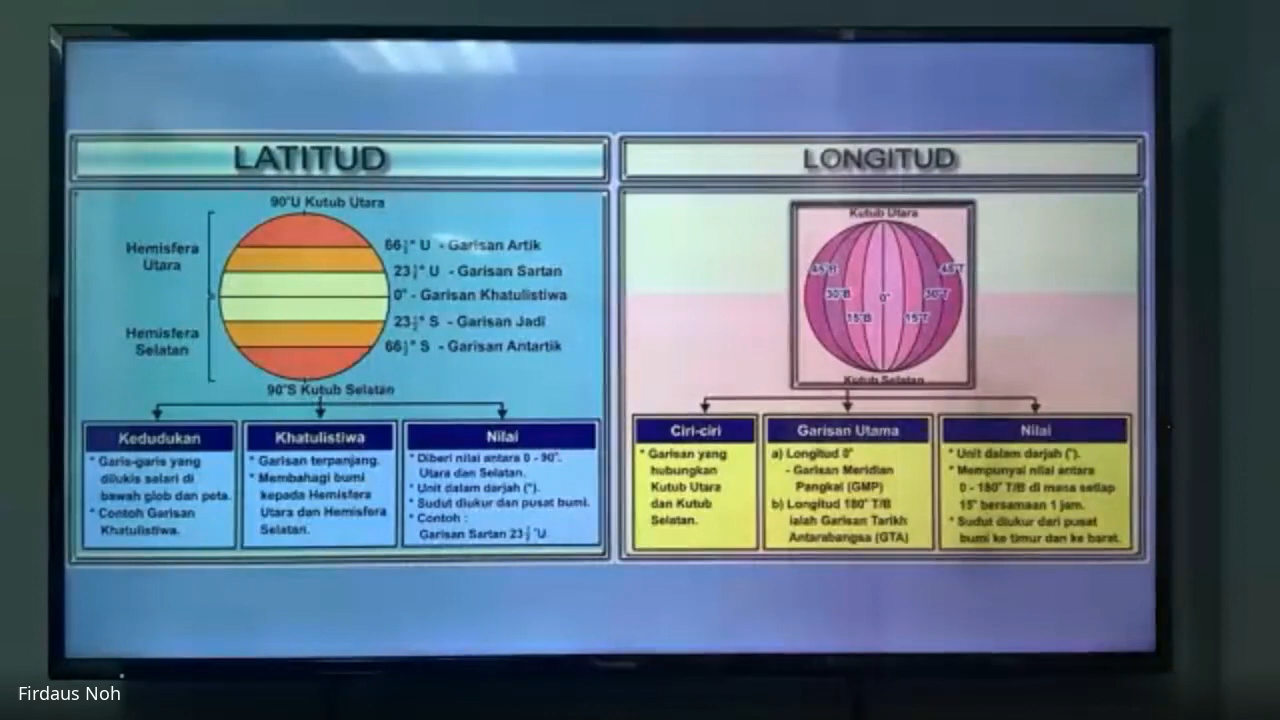 LATITUD
90°U Kutub Utara
Hemisfera
Utara
66½° U - Garisan Artik
23½° U - Garisan Sartan
0° - Garisan Khatulistiwa
Hemisfera
Selatan
23½° S - Garisan Jadi
66½° S - Garisan Antartik
90°S Kutub Selatan
Kedudukan
* Garis-garis yang
dilukis selari di
bawah glob dan peta.
* Contoh Garisan
Khatulistiwa.
Khatulistiwa
* Garisan terpanjang.
* Membahagi bumi
kepada Hemisfera
Utara dan Hemisfera
Selatan.
Nilai
* Diberi nilai antara 0 - 90°.
Utara dan Selatan.
* Unit dalam darjah (°).
* Sudut diukur dan pusat bumi.
* Contoh :
Garisan Sartan 23½°U
LONGITUD
Kutub Utara
45°B 45°T
30°B 0° 30°T
15°B 15°T
Kutub Selatan
Ciri-ciri
* Garisan yang
hubungkan
Kutub Utara
dan Kutub
Selatan.
Garisan Utama
a) Longitud 0°
- Garisan Meridian
Pangkal (GMP)
b) Longitud 180° T/B
ialah Garisan Tarikh
Antarabangsa (GTA)
Nilai
* Unit dalam darjah (°).
* Mempunyai nilai antara
0 - 180° T/B di mana setiap
15° bersamaan 1 jam.
* Sudut diukur dari pusat
bumi ke timur dan ke barat.
Firdaus Noh